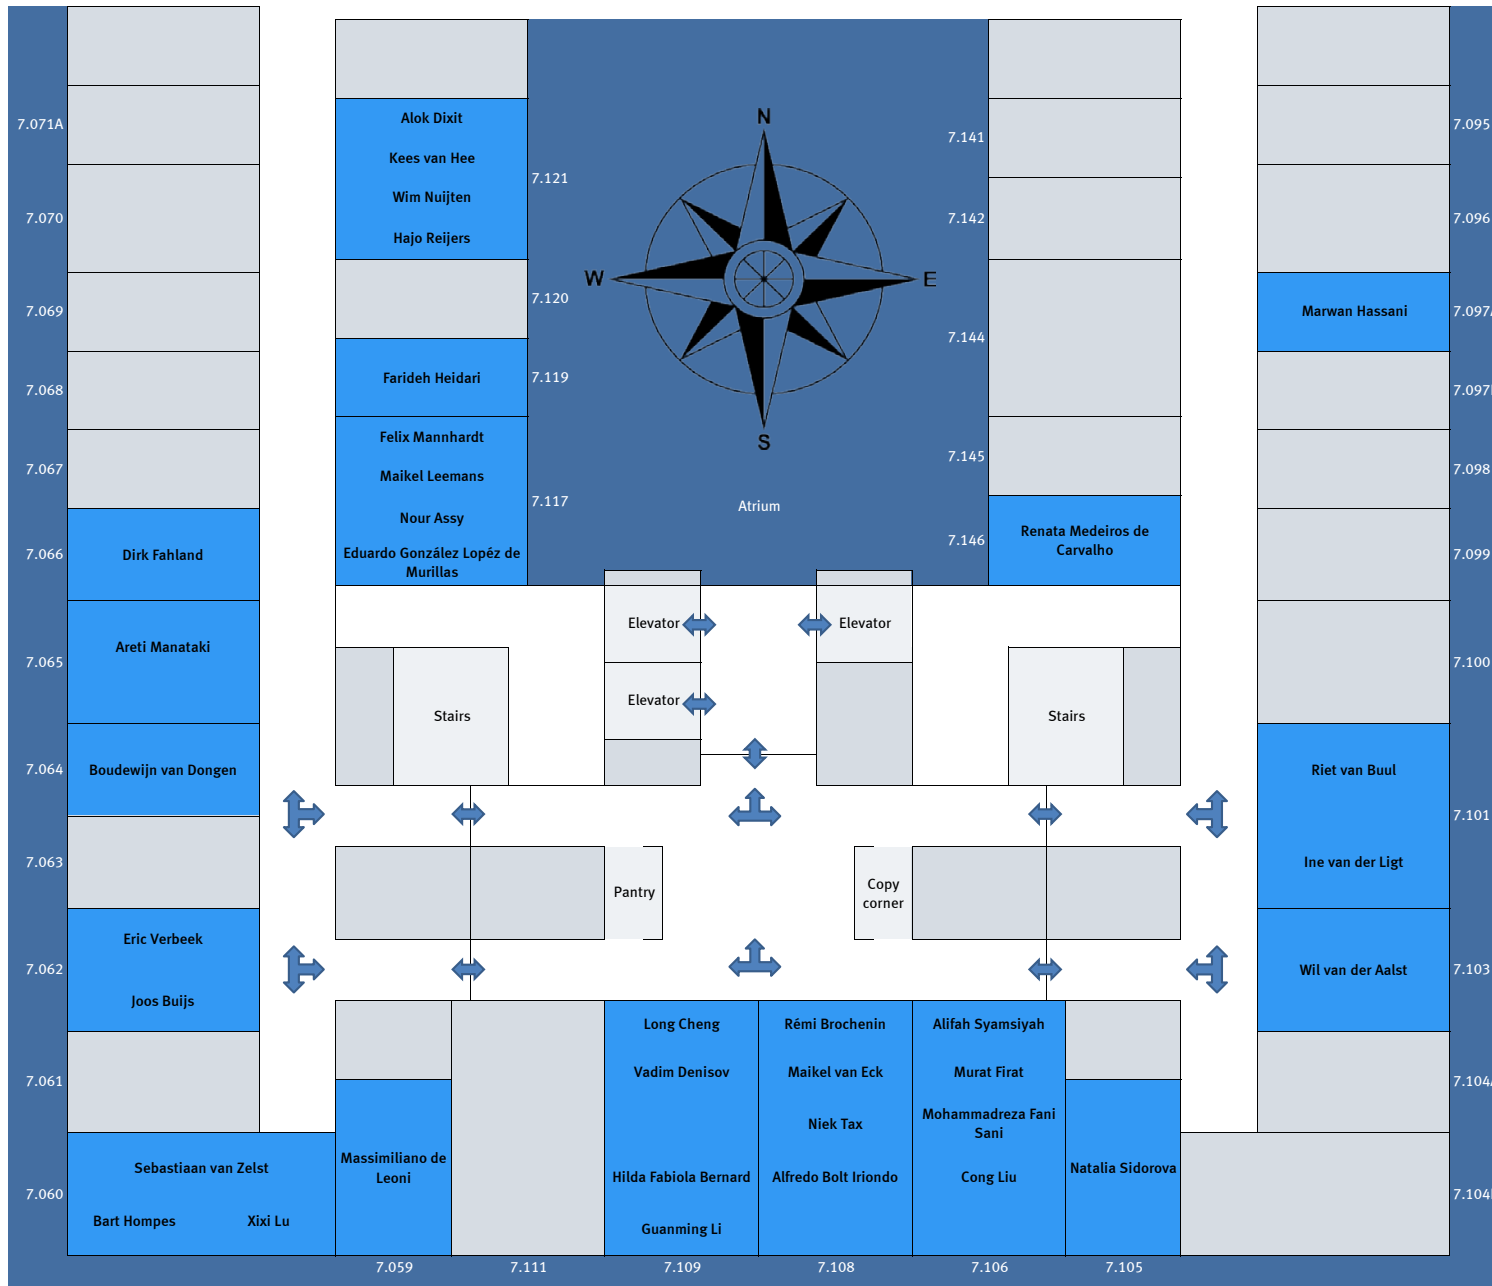 7.071A
7.070
7.069
7.068
7.067
7.066
7.065
7.064
7.063
7.062
7.061
7.060
Dirk Fahland
Areti Manataki
Boudewijn van Dongen
Eric Verbeek
Joos Buijs
Sebastiaan van Zelst
Bart Hompes
Xixi Lu
Alok Dixit
Kees van Hee
Wim Nuijten
Hajo Reijers
7.121
7.120
Farideh Heidari
7.119
Felix Mannhardt
Maikel Leemans
Nour Assy
Eduardo González Lopéz de
Murillas
7.117
N
W
E
S
Atrium
7.141
7.142
7.144
7.145
7.146
Renata Medeiros de
Carvalho
Elevator
Elevator
Elevator
Stairs
Stairs
Pantry
Copy
corner
Massimiliano de
Leoni
Long Cheng
Vadim Denisov
Hilda Fabiola Bernard
Guanming Li
Rémi Brochenin
Maikel van Eck
Niek Tax
Alfredo Bolt Iriondo
Alifah Syamsiyah
Murat Firat
Mohammadreza Fani
Sani
Cong Liu
Natalia Sidorova
7.059
7.111
7.109
7.108
7.106
7.105
Marwan Hassani
Riet van Buul
Ine van der Ligt
Wil van der Aalst
7.095
7.096
7.097
7.097
7.098
7.099
7.100
7.101
7.103
7.104
7.104